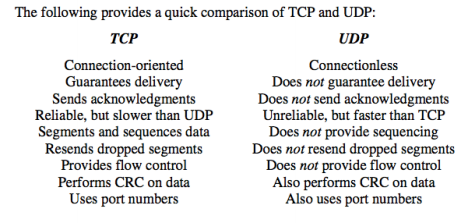 The following provides a quick comparison of TCP and UDP:
TCP UDP
Connection-oriented Connectionless
Guarantees delivery Does not guarantee delivery
Sends acknowledgments Does not send acknowledgments
Reliable, but slower than UDP Unreliable, but faster than TCP
Segments and sequences data Does not provide sequencing
Resends dropped segments Does not resend dropped segments
Provides flow control Does not provide flow control
Performs CRC on data Also performs CRC on data
Uses port numbers Also uses port numbers